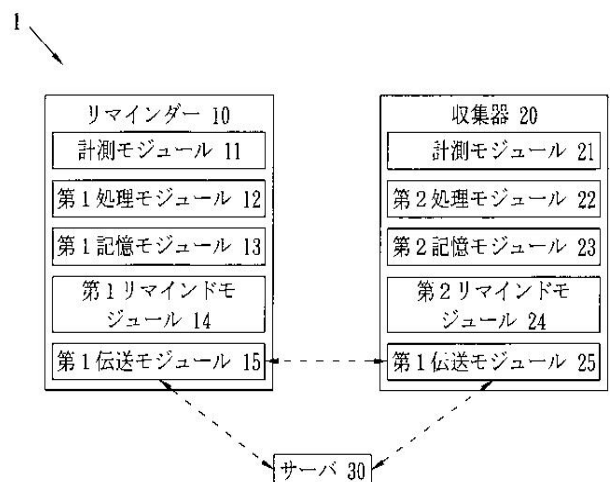 1
リマインダー 10
計測モジュール 11
第1処理モジュール 12
第1記憶モジュール 13
第1リマインドモ
ジュール 14
第1伝送モジュール 15
収集器 20
計測モジュール 21
第2処理モジュール 22
第2記憶モジュール 23
第2リマインドモ
ジュール 24
第1伝送モジュール 25
サーバ 30